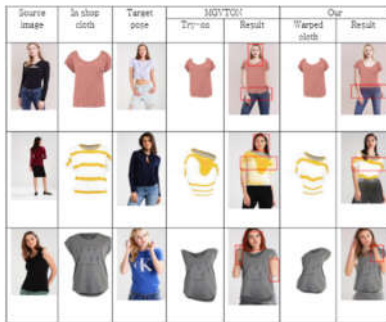 Source image
In shop cloth
Target pose
MGVTON
Try-on
Result
Our
Warped cloth
Result
K